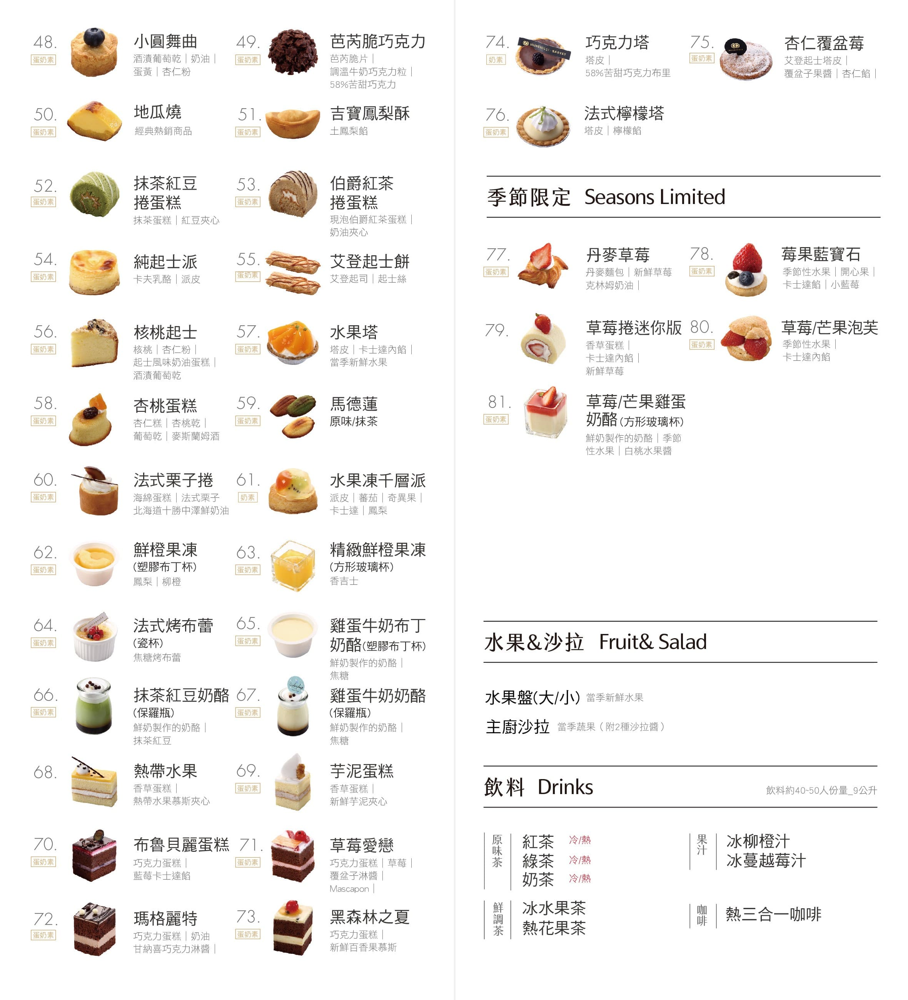 48.
蛋奶素
小圓舞曲
酒漬葡萄乾｜奶油｜
蛋黃｜杏仁粉
49.
蛋奶素
芭芮脆巧克力
芭芮脆片｜
調溫牛奶巧克力粒｜
58%苦甜巧克力
50.
蛋奶素
地瓜燒
經典熱銷商品
51.
蛋奶素
吉寶鳳梨酥
土鳳梨餡
52.
蛋奶素
抹茶紅豆
捲蛋糕
抹茶蛋糕｜紅豆夾心
53.
蛋奶素
伯爵紅茶
捲蛋糕
現泡伯爵紅茶蛋糕｜
奶油夾心
54.
蛋奶素
純起士派
卡夫乳酪｜派皮
55.
蛋奶素
艾登起士餅
艾登起司｜起士絲
56.
蛋奶素
核桃起士
核桃｜杏仁粉｜
起士風味奶油蛋糕｜
酒漬葡萄乾
57.
蛋奶素
水果塔
塔皮｜卡士達內餡｜
當季新鮮水果
58.
蛋奶素
杏桃蛋糕
杏仁糕｜杏桃乾｜
葡萄乾｜麥斯蘭姆酒
59.
蛋奶素
馬德蓮
原味/抹茶
60.
蛋奶素
法式栗子捲
海綿蛋糕｜法式栗子
北海道十勝中澤鮮奶油
61.
奶素
水果凍千層派
派皮｜蕃茄｜奇異果｜
卡士達｜鳳梨
62.
蛋奶素
鮮橙果凍
(塑膠布丁杯)
鳳梨｜柳橙
63.
蛋奶素
精緻鮮橙果凍
(方形玻璃杯)
香吉士
64.
蛋奶素
法式烤布蕾
(瓷杯)
焦糖烤布蕾
65.
蛋奶素
雞蛋牛奶布丁
奶酪(塑膠布丁杯)
鮮奶製作的奶酪｜
焦糖
66.
蛋奶素
抹茶紅豆奶酪
(保羅瓶)
鮮奶製作的奶酪｜
抹茶紅豆
67.
蛋奶素
雞蛋牛奶奶酪
(保羅瓶)
鮮奶製作的奶酪｜
焦糖
68.
熱帶水果
香草蛋糕｜
熱帶水果慕斯夾心
69.
蛋奶素
芋泥蛋糕
香草蛋糕｜
新鮮芋泥夾心
70.
蛋奶素
布魯貝麗蛋糕
巧克力蛋糕｜
藍莓卡士達餡
71.
蛋奶素
草莓愛戀
巧克力蛋糕｜草莓｜
覆盆子淋醬｜
Mascapon｜
72.
蛋奶素
瑪格麗特
巧克力蛋糕｜奶油
甘納喜巧克力淋醬｜
73.
蛋奶素
黑森林之夏
巧克力蛋糕｜
新鮮百香果慕斯
74.
奶素
SHINEHOUSE·BAKERY
巧克力塔
塔皮｜
58%苦甜巧克力布里
75.
蛋奶素
杏仁覆盆莓
艾登起士塔皮｜
覆盆子果醬｜杏仁餡｜
76.
蛋奶素
法式檸檬塔
塔皮｜檸檬餡
季節限定 Seasons Limited
77.
蛋奶素
丹麥草莓
丹麥麵包｜新鮮草莓
克林姆奶油｜
78.
蛋奶素
莓果藍寶石
季節性水果｜開心果｜
卡士達餡｜小藍莓
79.
草莓捲迷你版
香草蛋糕｜
卡士達內餡｜
新鮮草莓
80.
蛋奶素
草莓/芒果泡芙
季節性水果｜
卡士達內餡
81.
蛋奶素
草莓/芒果雞蛋
奶酪(方形玻璃杯)
鮮奶製作的奶酪｜季節
性水果｜白桃水果醬
水果&沙拉 Fruit& Salad
水果盤(大/小) 當季新鮮水果
主廚沙拉 當季蔬果（附2種沙拉醬）
飲料 Drinks
飲料約40~50人份量_9公升
原味茶
紅茶 冷/熱
綠茶 冷/熱
奶茶 冷/熱
果汁
冰柳橙汁
冰蔓越莓汁
鮮調茶
冰水果茶
熱花果茶
咖啡
熱三合一咖啡